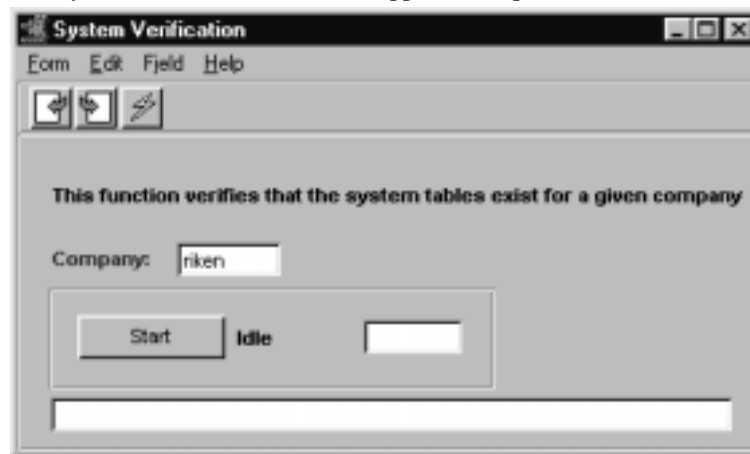 System Verification
Form Edit Field Help
This function verifies that the system tables exist for a given company
Company: riken
Start Idle